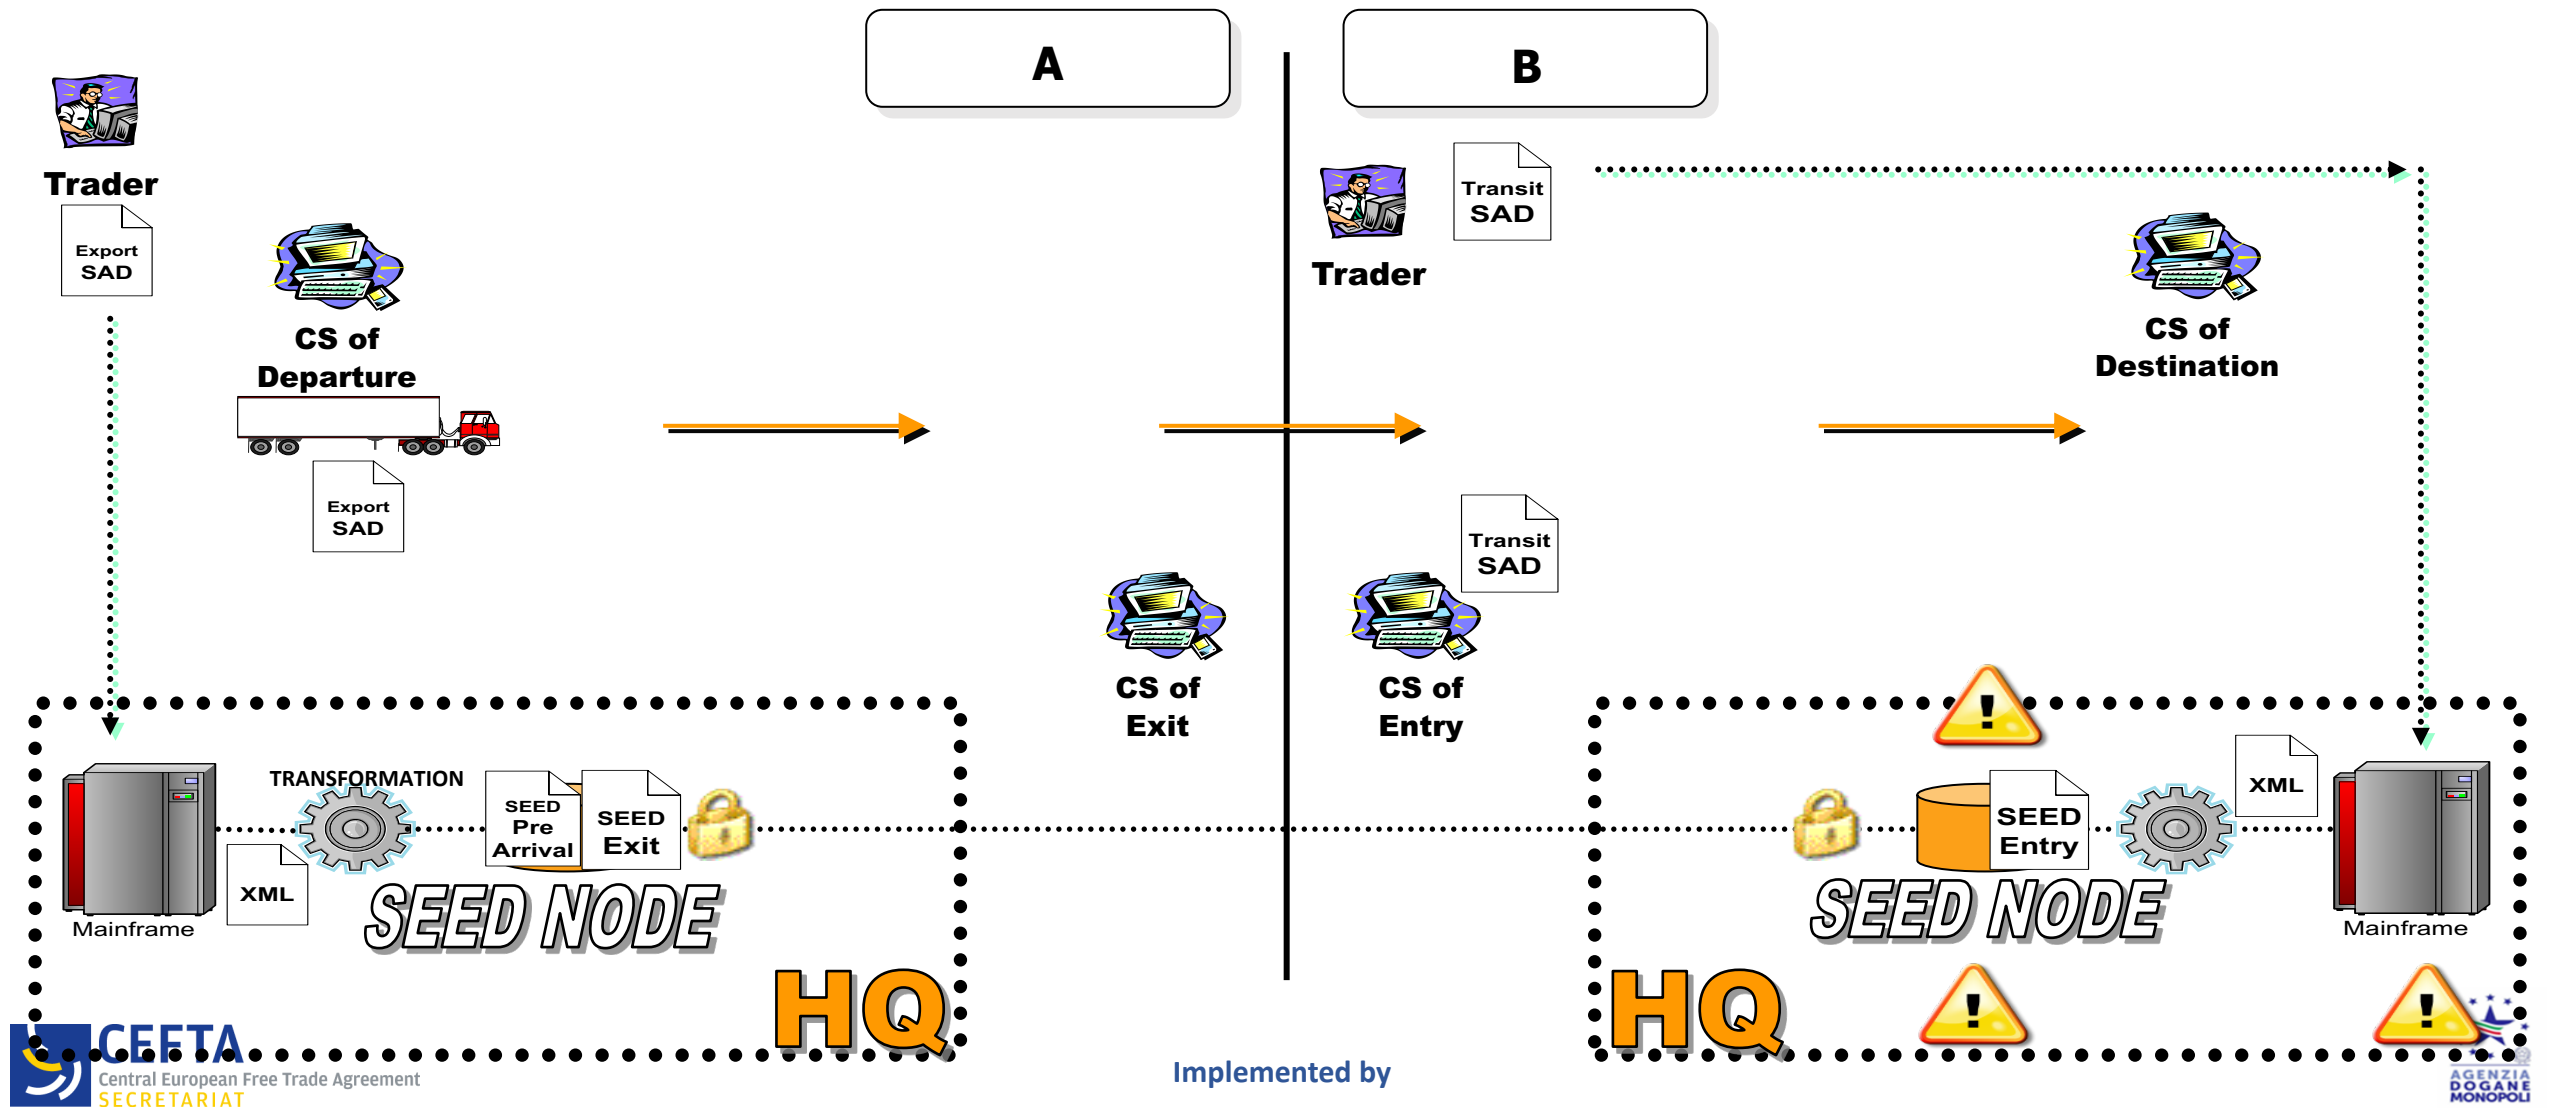 A
B
Trader
Export
SAD
CS of
Departure
Export
SAD
Trader
Transit
SAD
CS of
Destination
Transit
SAD
CS of
Exit
CS of
Entry
Mainframe
XML
TRANSFORMATION
SEED
Pre
Arrival
SEED
Exit
SEED NODE
HQ
SEED
Entry
XML
Mainframe
SEED NODE
HQ
CEFTA
Central European Free Trade Agreement
SECRETARIAT
Implemented by
AGENZIA
DOGANE
MONOPOLI